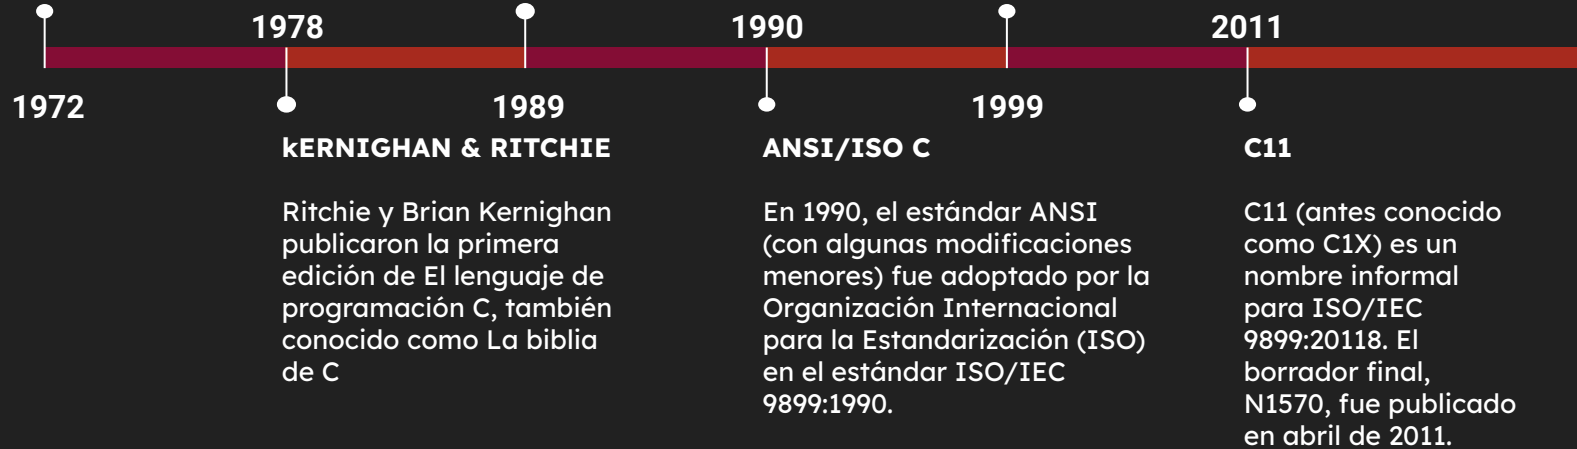 1978
1990
2011
1972
1989
1999
kERNIGHAN & RITCHIE
Ritchie y Brian Kernighan
publicaron la primera
edición de El lenguaje de
programación C, también
conocido como La biblia
de C
ANSI/ISO C
En 1990, el estándar ANSI
(con algunas modificaciones
menores) fue adoptado por la
Organización Internacional
para la Estandarización (ISO)
en el estándar ISO/IEC
9899:1990.
C11
C11 (antes conocido
como C1X) es un
nombre informal
para ISO/IEC
9899:20118. El
borrador final,
N1570, fue publicado
en abril de 2011.